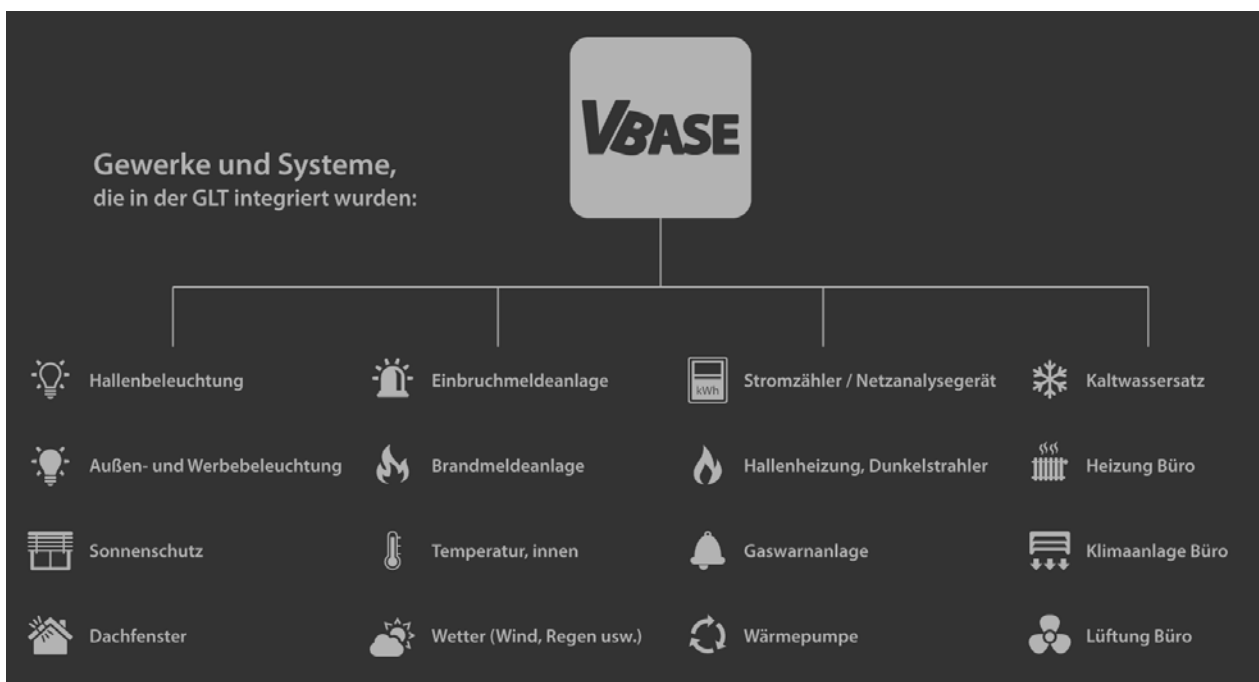 VBASE
Gewerke und Systeme,
die in der GLT integriert wurden:
Hallenbeleuchtung
Einbruchmeldeanlage
kWh
Stromzähler / Netzanalysegerät
Kaltwassersatz
Außen- und Werbebeleuchtung
Brandmeldeanlage
Hallenheizung, Dunkelstrahler
Heizung Büro
Sonnenschutz
Temperatur, innen
Gaswarnanlage
Klimaanlage Büro
Dachfenster
Wetter (Wind, Regen usw.)
Wärmepumpe
Lüftung Büro